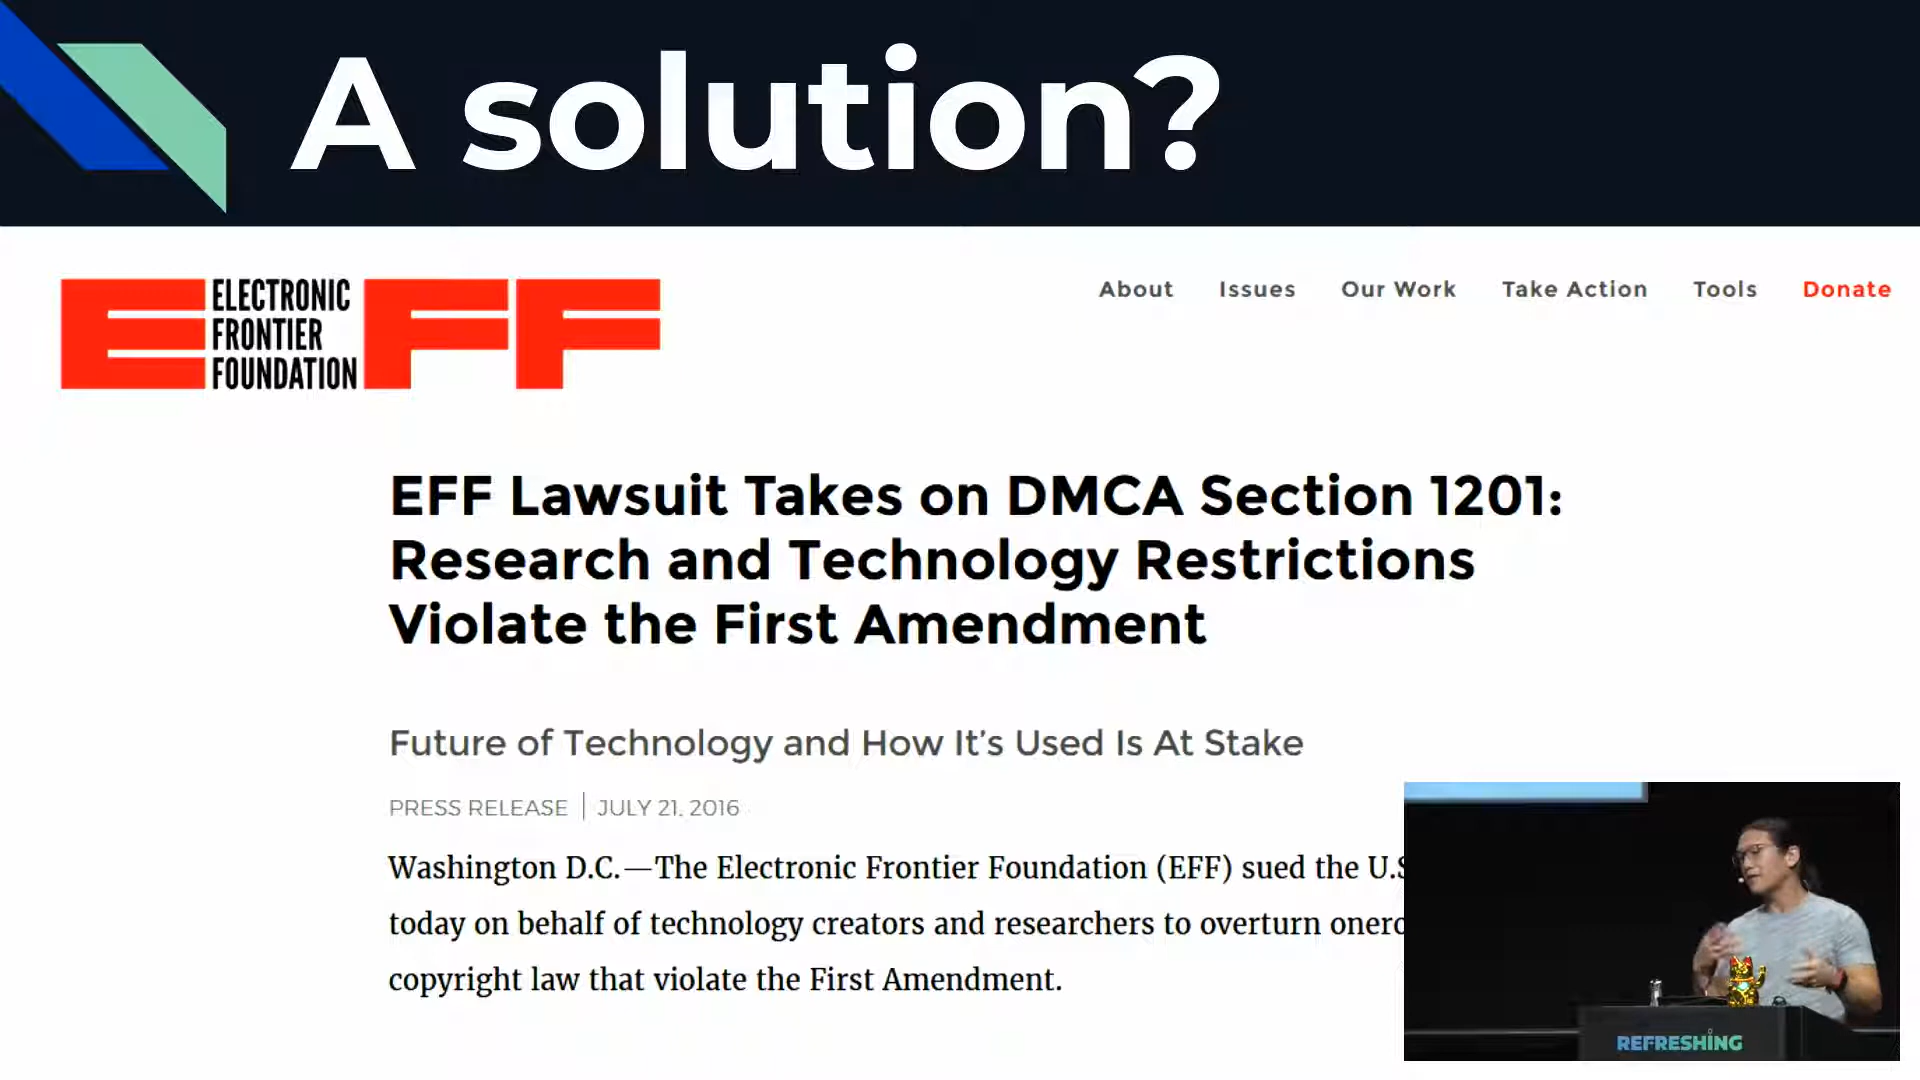 A solution?
ELECTRONIC
FRONTIER
FOUNDATION
EFF
About Issues Our Work Take Action Tools Donate
EFF Lawsuit Takes on DMCA Section 1201:
Research and Technology Restrictions
Violate the First Amendment
Future of Technology and How It's Used Is At Stake
PRESS RELEASE | JULY 21, 2016
Washington D.C.—The Electronic Frontier Foundation (EFF) sued the
today on behalf of technology creators and researchers to overturn
copyright law that violate the First Amendment.
REFRESHING